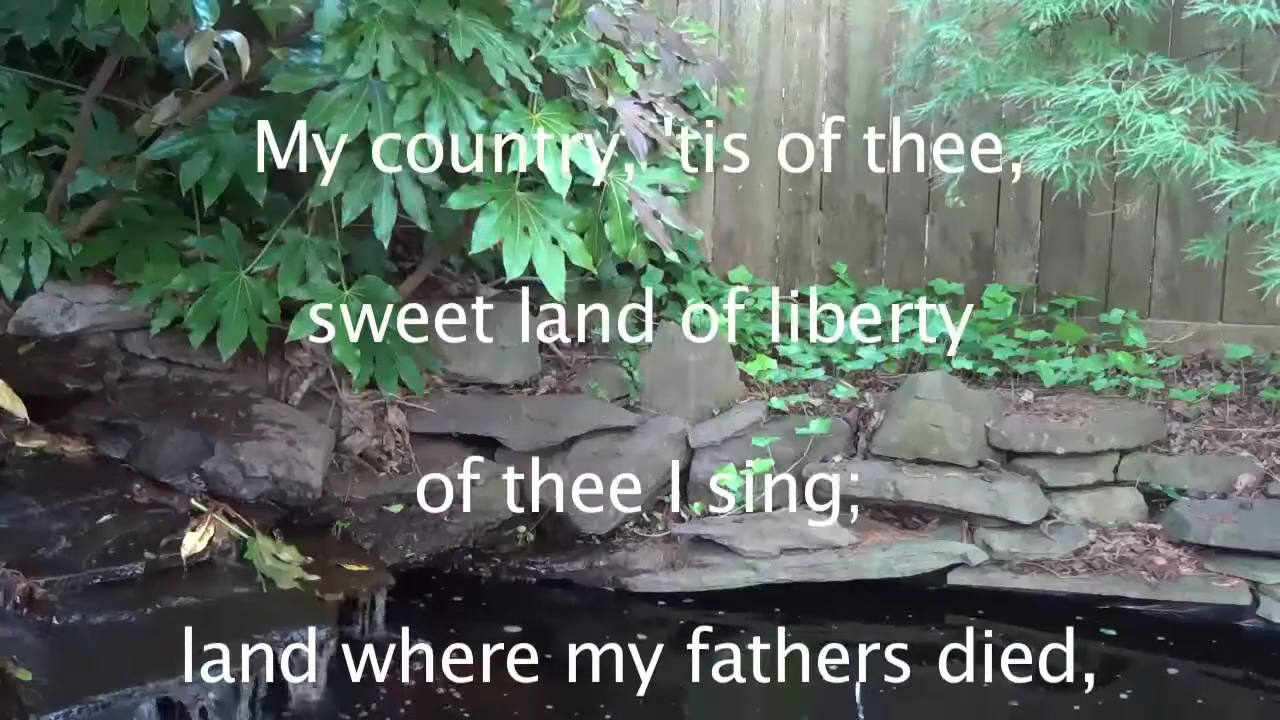 My country, 'tis of thee,
sweet land of liberty
of thee I sing;
land where my fathers died,